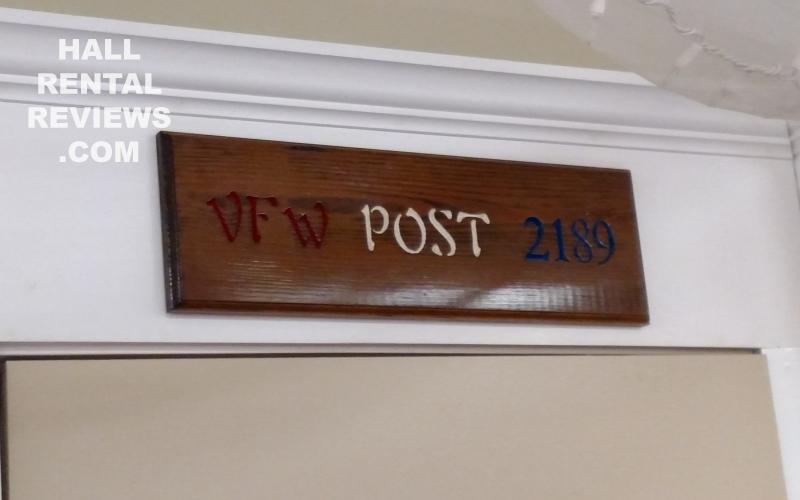 HALL
RENTAL
REVIEWS
.COM
VFW POST 2189